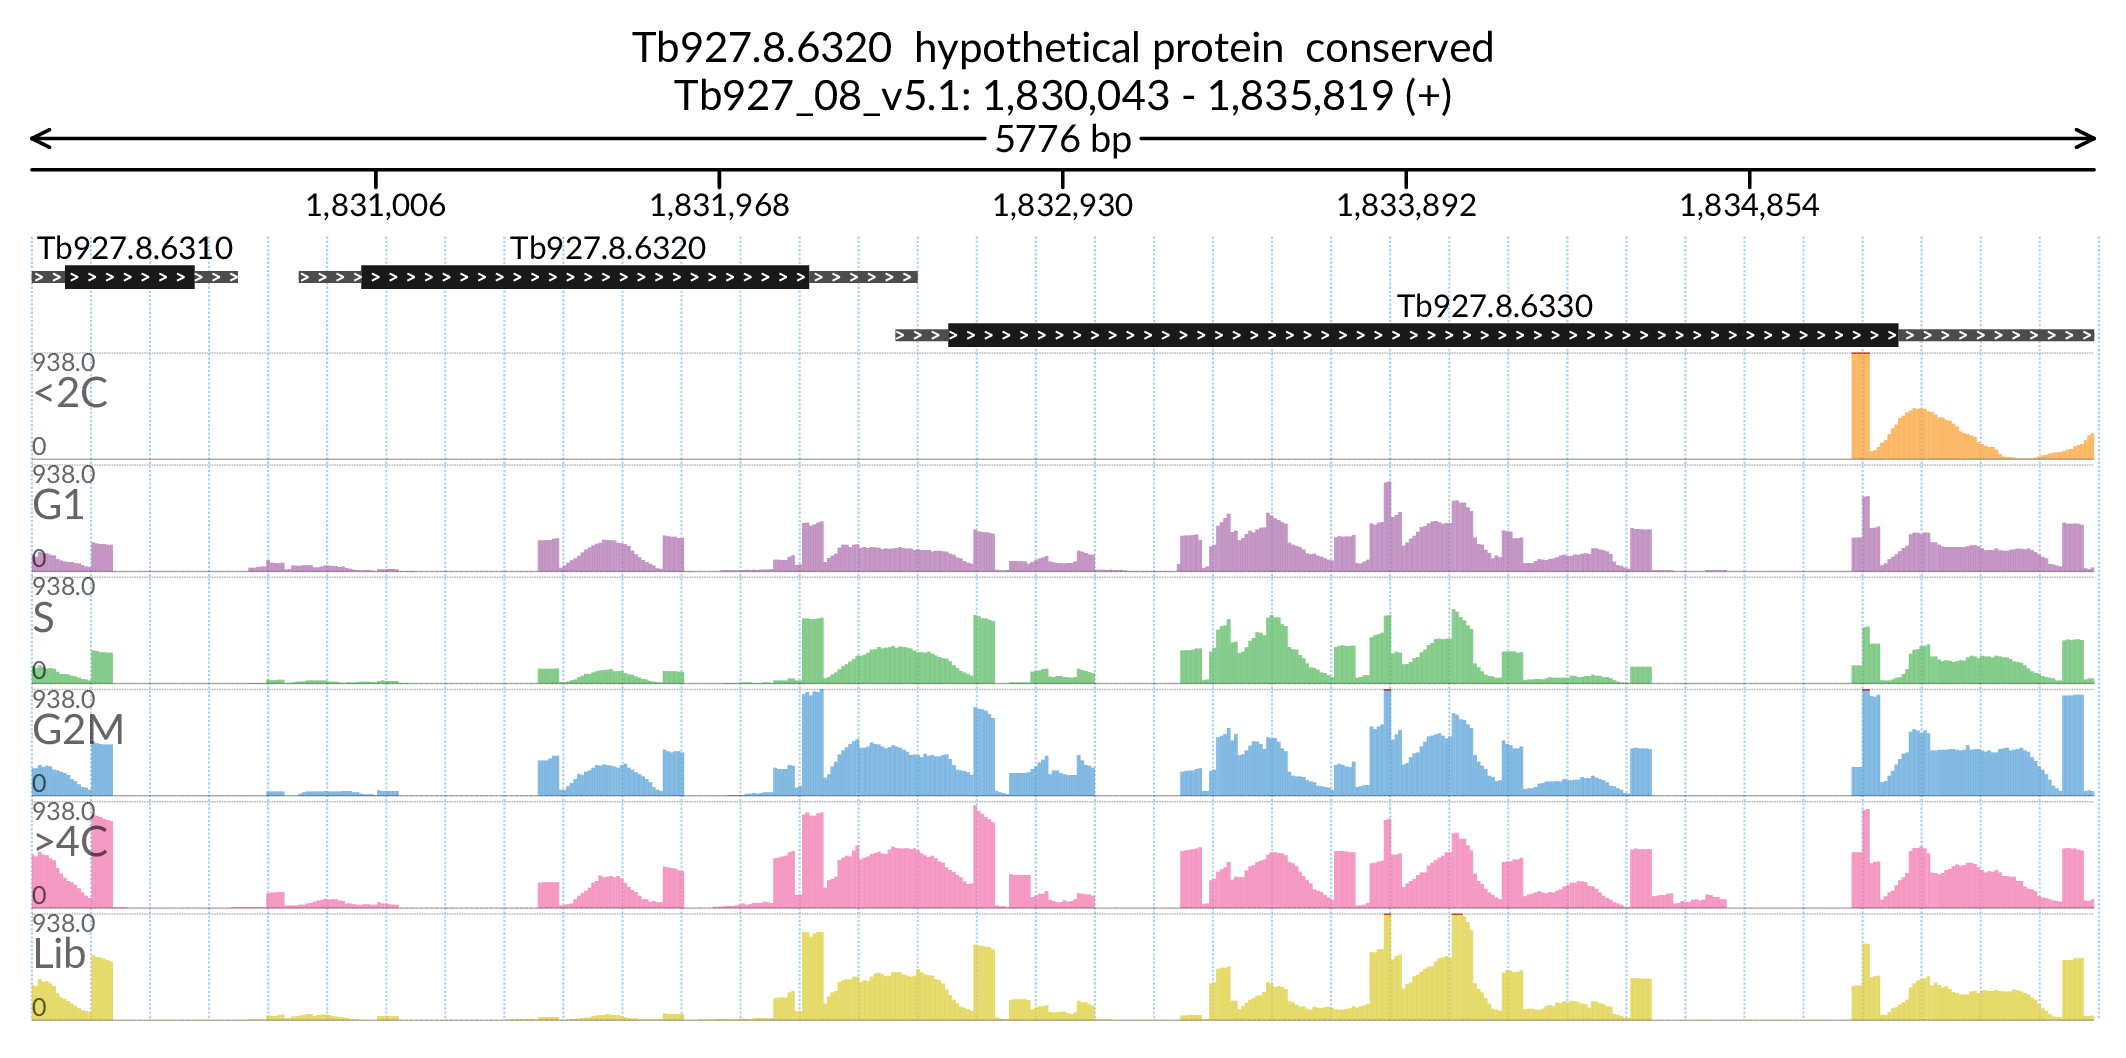 Tb927.8.6320  hypothetical protein  conserved
Tb927_08_v5.1: 1,830,043 - 1,835,819 (+)
5776 bp
1,831,006 1,831,968 1,832,930 1,833,892 1,834,854
Tb927.8.6310 Tb927.8.6320
Tb927.8.6330
938.0
<2C
0
938.0
G1
0
938.0
S
0
938.0
G2M
0
938.0
>4C
0
938.0
Lib
0